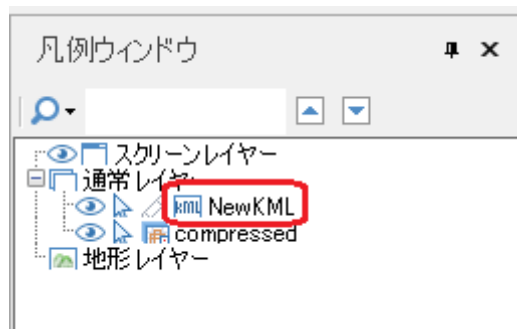 凡例ウィンドウ
スクリーンレイヤー
通常レイヤー
KML NewKML
compressed
地形レイヤー